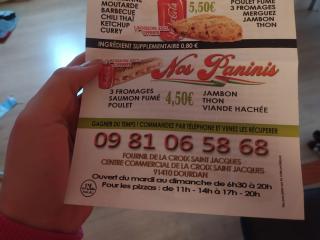 MOUTARDE
BARBECUE
CHILI THAÏ
KETCHUP
CURRY
5,50€
POULET FUMÉ
3 FROMAGES
MERGUEZ
JAMBON
THON
INGRÉDIENT SUPPLÉMENTAIRE 0,80 €
Nos Paninis
3 FROMAGES
SAUMON FUMÉ
POULET
4,50€
JAMBON
THON
VIANDE HACHÉE
GAGNER DU TEMPS ! COMMANDEZ PAR TÉLÉPHONE ET VENEZ LES RÉCUPÉRER
09 81 06 58 68
FOURNIL DE LA CROIX SAINT JACQUES
CENTRE COMMERCIAL DE LA CROIX SAINT JACQUES
91410 DOURDAN
Ouvert du mardi au dimanche de 6h30 à 20h
Pour les pizzas : de 11h - 14h à 17h - 20h